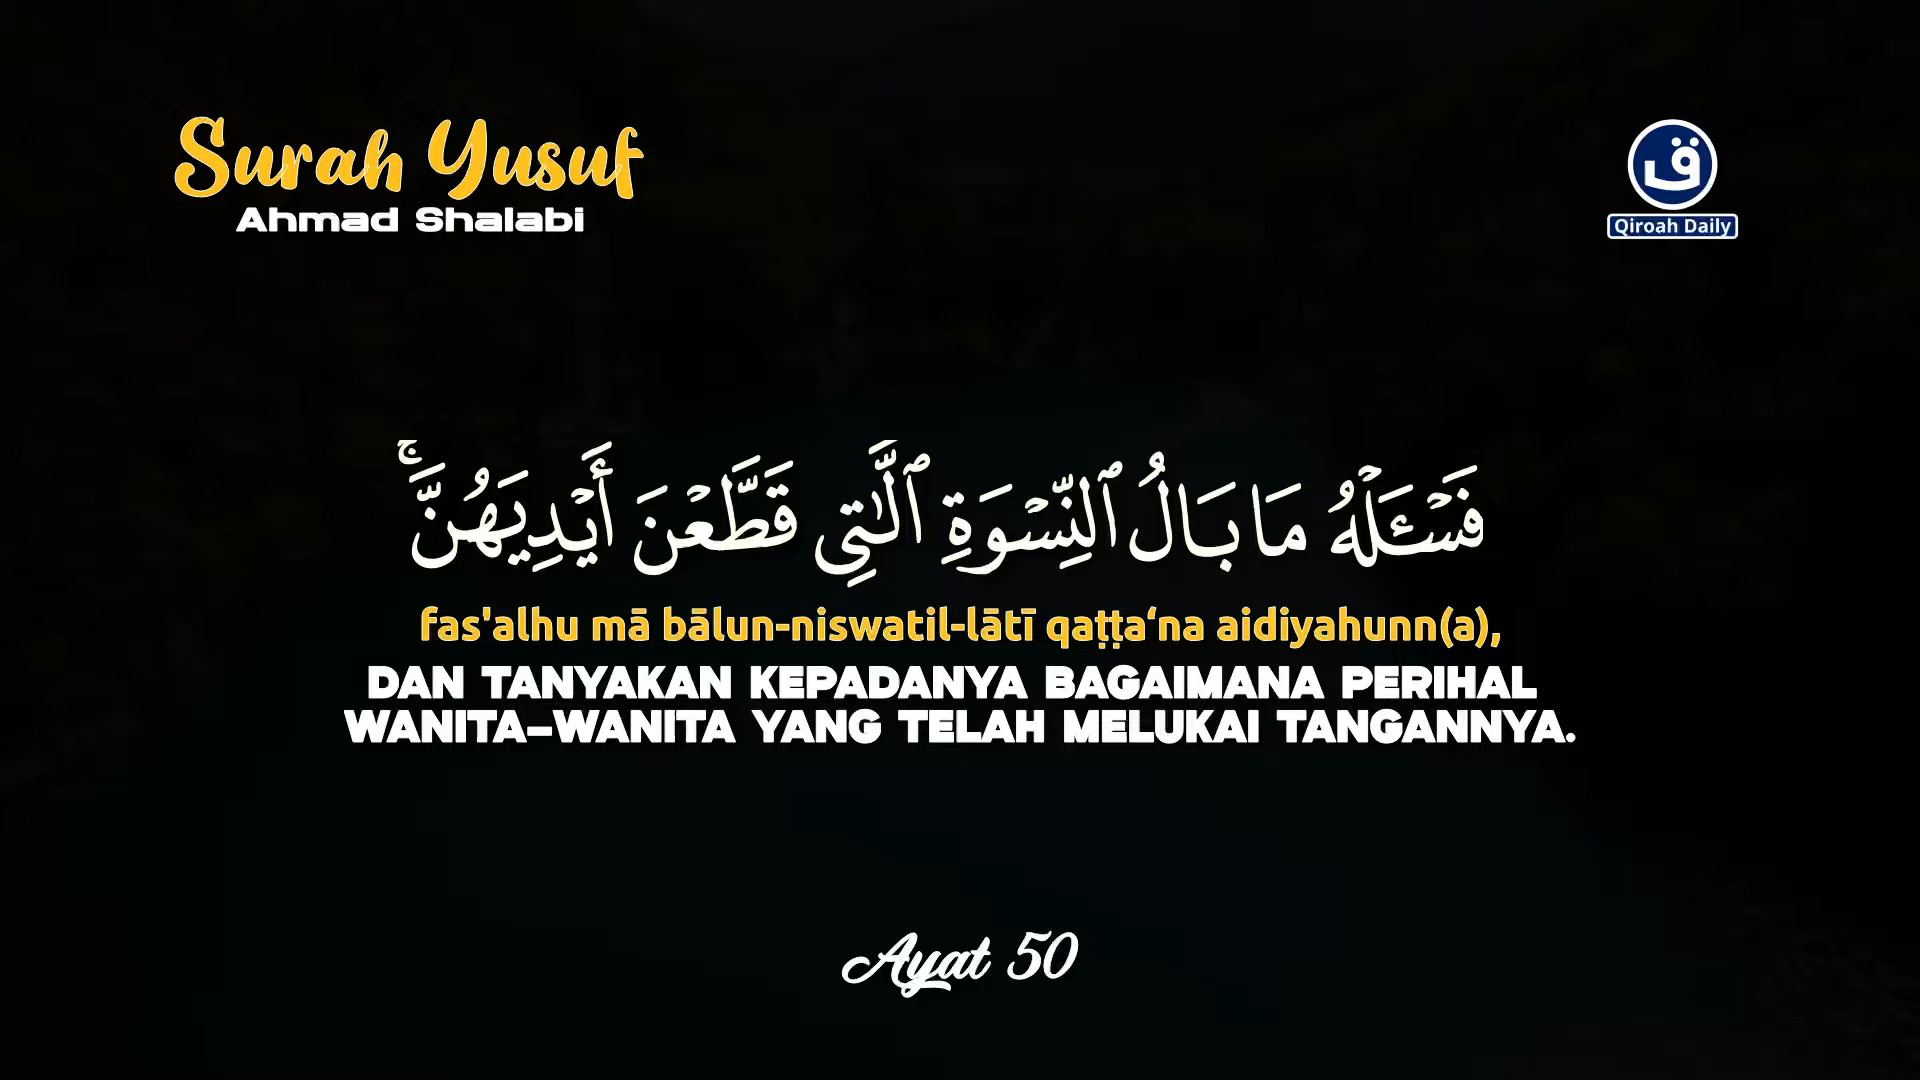 Surah Yusuf
Ahmad Shalabi
ق
Qiroah Daily
فَسْـَٔلْهُ مَا بَالُ ٱلنِّسْوَةِ ٱلَّـٰتِى قَطَّعْنَ أَيْدِيَهُنَّ ۚ
fas'alhu mā bālun-niswatil-lātī qaṭṭa‘na aidiyahunn(a),
DAN TANYAKAN KEPADANYA BAGAIMANA PERIHAL
WANITA-WANITA YANG TELAH MELUKAI TANGANNYA.
Ayat 50